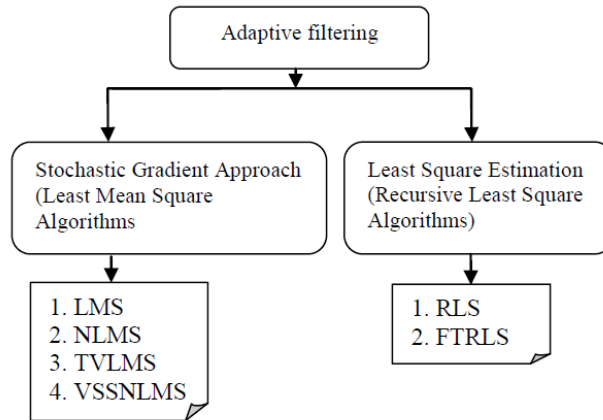 Adaptive filtering
Stochastic Gradient Approach
(Least Mean Square
Algorithms
Least Square Estimation
(Recursive Least Square
Algorithms)
1. LMS
2. NLMS
3. TVLMS
4. VSSNLMS
1. RLS
2. FTRLS